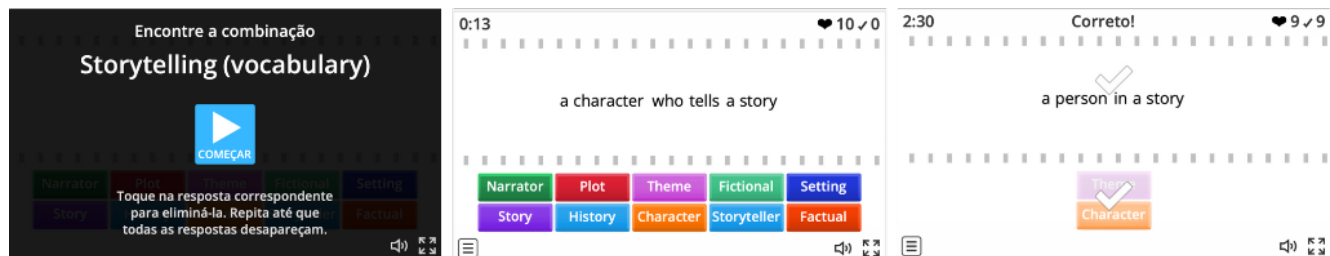 Encontre a combinação
Storytelling (vocabulary)
COMEÇAR
Narrator Plot Theme Fictional Setting
Toque na resposta correspondente
para eliminá-la. Repita até que
todas as respostas desapareçam.
Story
0:13 10 0
a character who tells a story
Narrator Plot Theme Fictional Setting
Story History Character Storyteller Factual
2:30 Correto! 9 9
a person in a story
Theme
Character